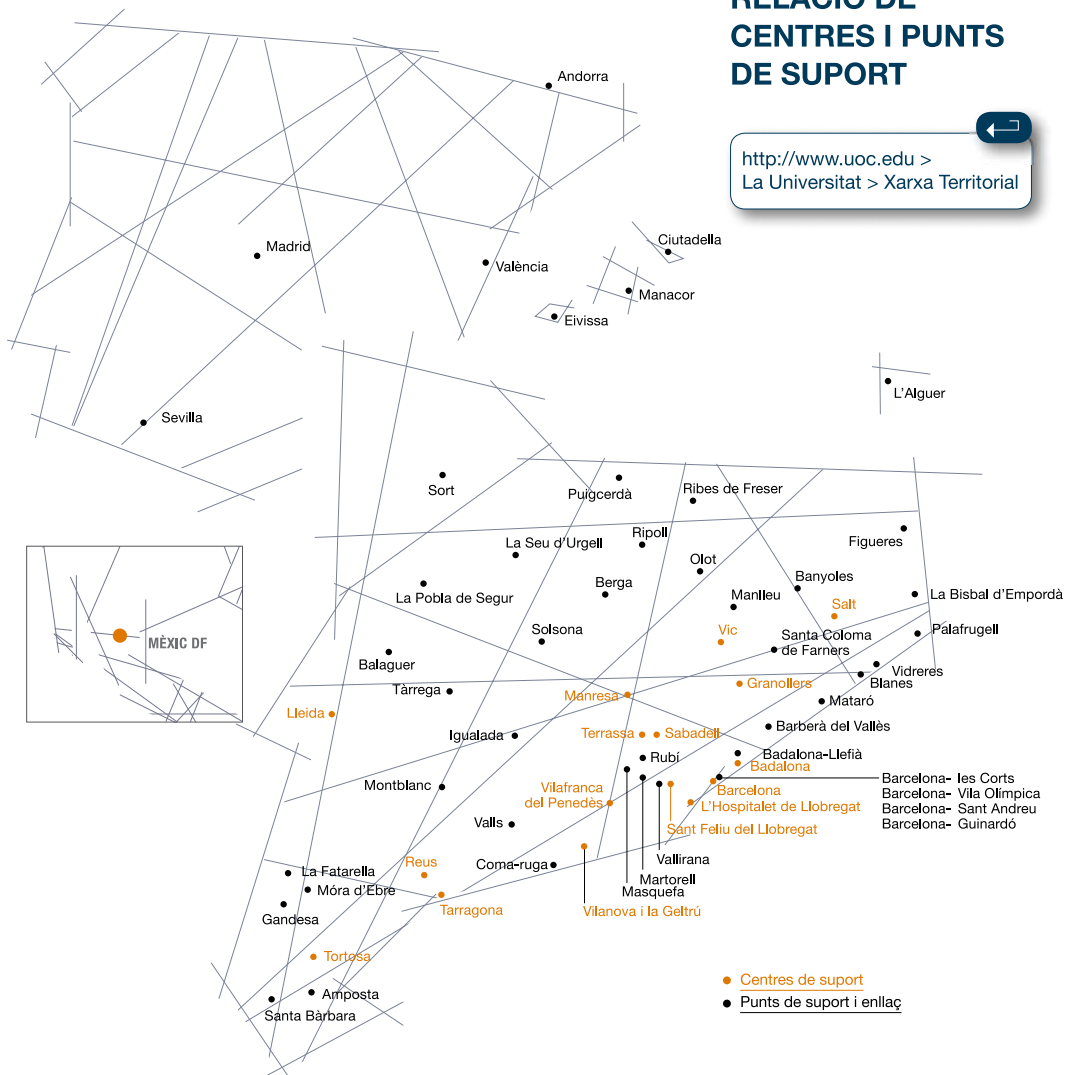 RELACIÓ DE
CENTRES I PUNTS
DE SUPORT
http://www.uoc.edu >
La Universitat > Xarxa Territorial
Andorra
Madrid
València
Ciutadella
Manacor
Eivissa
L'Alguer
Sevilla
Sort
Puigcerdà
Ribes de Freser
Figueres
La Seu d'Urgell
Ripoll
Olot
La Pobla de Segur
Berga
Manlleu
Banyoles
La Bisbal d'Empordà
Salt
Vic
Solsona
Santa Coloma
de Farners
Palafrugell
MÈXIC DF
Balaguer
Tàrrega
Manresa
Granollers
Vidreres
Blanes
Mataró
Lleida
Igualada
Terrassa
Sabadell
Barberà del Vallès
Rubí
Badalona-Llefià
Badalona
Montblanc
Vilafranca
del Penedès
Barcelona
Barcelona- les Corts
Barcelona- Vila Olímpica
Barcelona- Sant Andreu
Barcelona- Guinardó
L'Hospitalet de Llobregat
Valls
Sant Feliu del Llobregat
Coma-ruga
Vallirana
Martorell
Masquefa
Reus
La Fatarella
Móra d'Ebre
Gandesa
Tarragona
Vilanova i la Geltrú
Tortosa
Amposta
Santa Bàrbara
Centres de suport
Punts de suport i enllaç